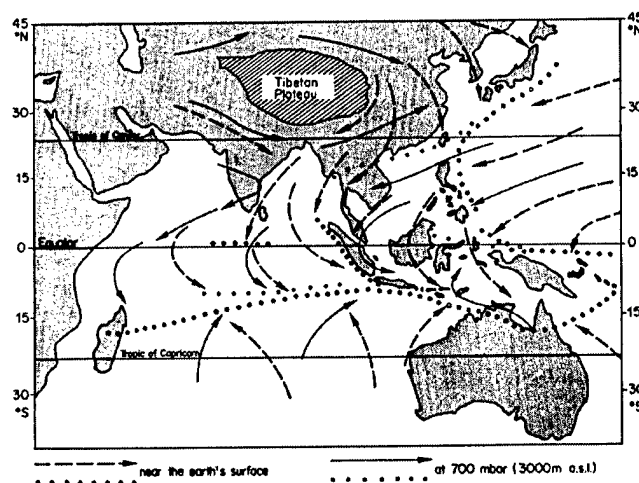 45
°N
30
15
0
15
30
°S
Tibetan
Plateau
Tropic of Cancer
Equator
Tropic of Capricorn
45
°N
30
15
0
15
30
°S
near the earth's surface
at 700 mbar (3000m a.s.l.)